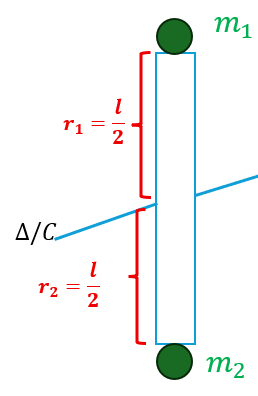 m₁
r₁ = l/2
Δ/C
r₂ = l/2
m₂